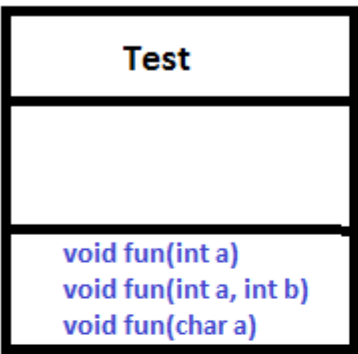 Test
void fun(int a)
void fun(int a, int b)
void fun(char a)